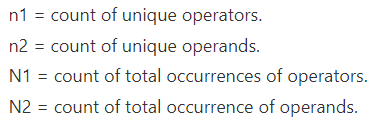 n1 = count of unique operators.
n2 = count of unique operands.
N1 = count of total occurrences of operators.
N2 = count of total occurrence of operands.